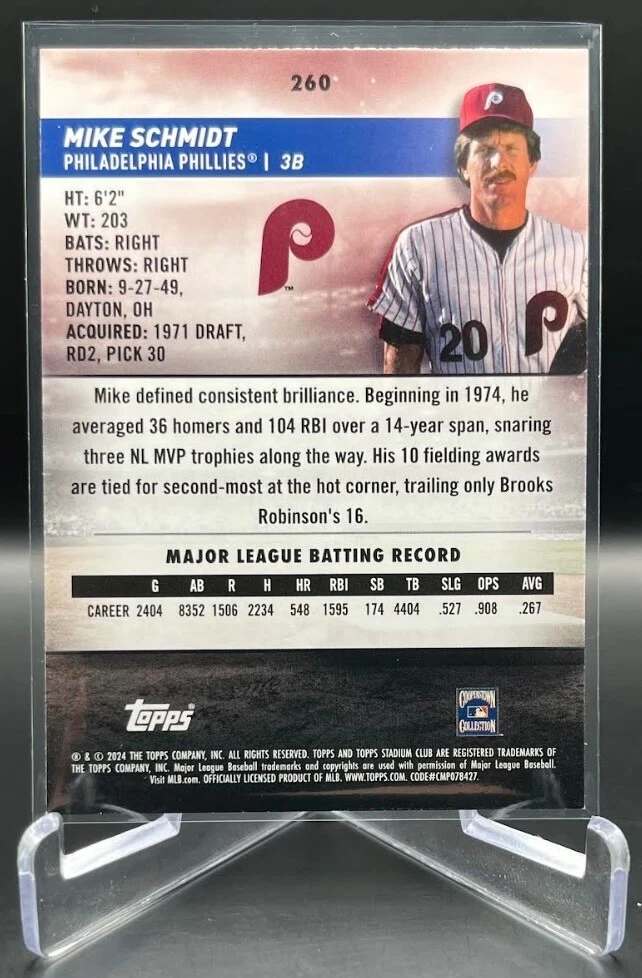 260
MIKE SCHMIDT
PHILADELPHIA PHILLIES® | 3B
P
HT: 6'2"
WT: 203
BATS: RIGHT
THROWS: RIGHT
BORN: 9-27-49,
DAYTON, OH
ACQUIRED: 1971 DRAFT,
RD2, PICK 30
P
TM
20
P
Mike defined consistent brilliance. Beginning in 1974, he
averaged 36 homers and 104 RBI over a 14-year span, snaring
three NL MVP trophies along the way. His 10 fielding awards
are tied for second-most at the hot corner, trailing only Brooks
Robinson's 16.
MAJOR LEAGUE BATTING RECORD
G AB R H HR RBI SB TB SLG OPS AVG
CAREER 2404 8352 1506 2234 548 1595 174 4404 .527 .908 .267
TOPPS®
COOPERSTOWN
COLLECTION
® & © 2024 THE TOPPS COMPANY, INC. ALL RIGHTS RESERVED. TOPPS AND TOPPS STADIUM CLUB ARE REGISTERED TRADEMARKS OF
THE TOPPS COMPANY, INC. Major League Baseball trademarks and copyrights are used with permission of Major League Baseball.
Visit MLB.com. OFFICIALLY LICENSED PRODUCT OF MLB. WWW.TOPPS.COM. CODE#CMP078427.